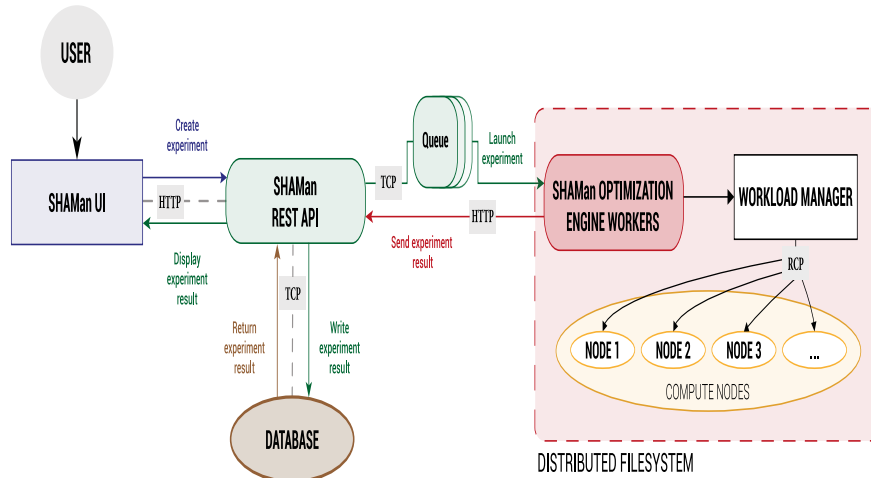 USER
Create
experiment
Queue
Launch
experiment
SHAMan UI
HTTP
SHAMan
REST API
TCP
SHAMan OPTIMIZATION
ENGINE WORKERS
WORKLOAD MANAGER
HTTP
Send experiment
result
Display
experiment
result
TCP
RCP
Return
experiment
result
Write
experiment
result
NODE 1
NODE 2
NODE 3
...
COMPUTE NODES
DATABASE
DISTRIBUTED FILESYSTEM